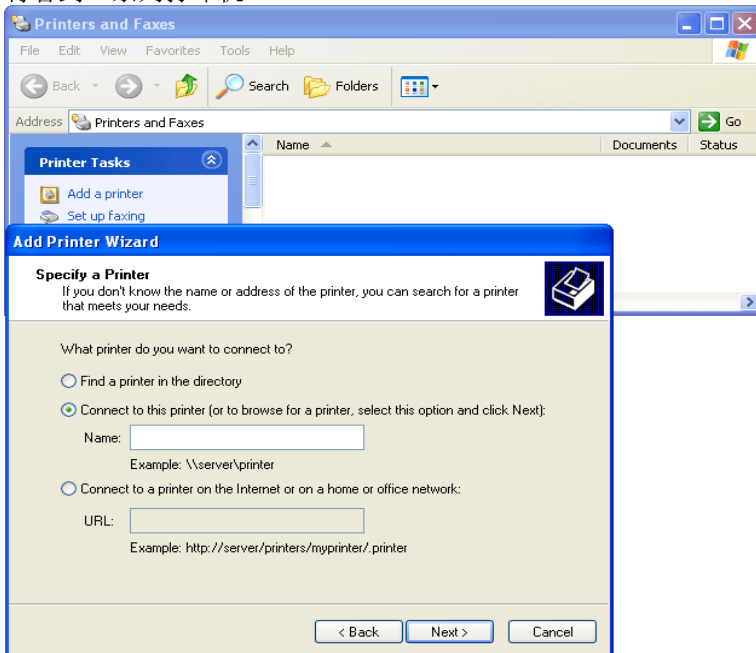 Printers and Faxes
File Edit View Favorites Tools Help
Back Search Folders
Address Printers and Faxes Go
Name Documents Status
Printer Tasks
Add a printer
Set up faxing
Add Printer Wizard
Specify a Printer
If you don't know the name or address of the printer, you can search for a printer
that meets your needs.
What printer do you want to connect to?
Find a printer in the directory
Connect to this printer (or to browse for a printer, select this option and click Next):
Name:
Example: \\server\printer
Connect to a printer on the Internet or on a home or office network:
URL:
Example: http://server/printers/myprinter/.printer
< Back Next > Cancel